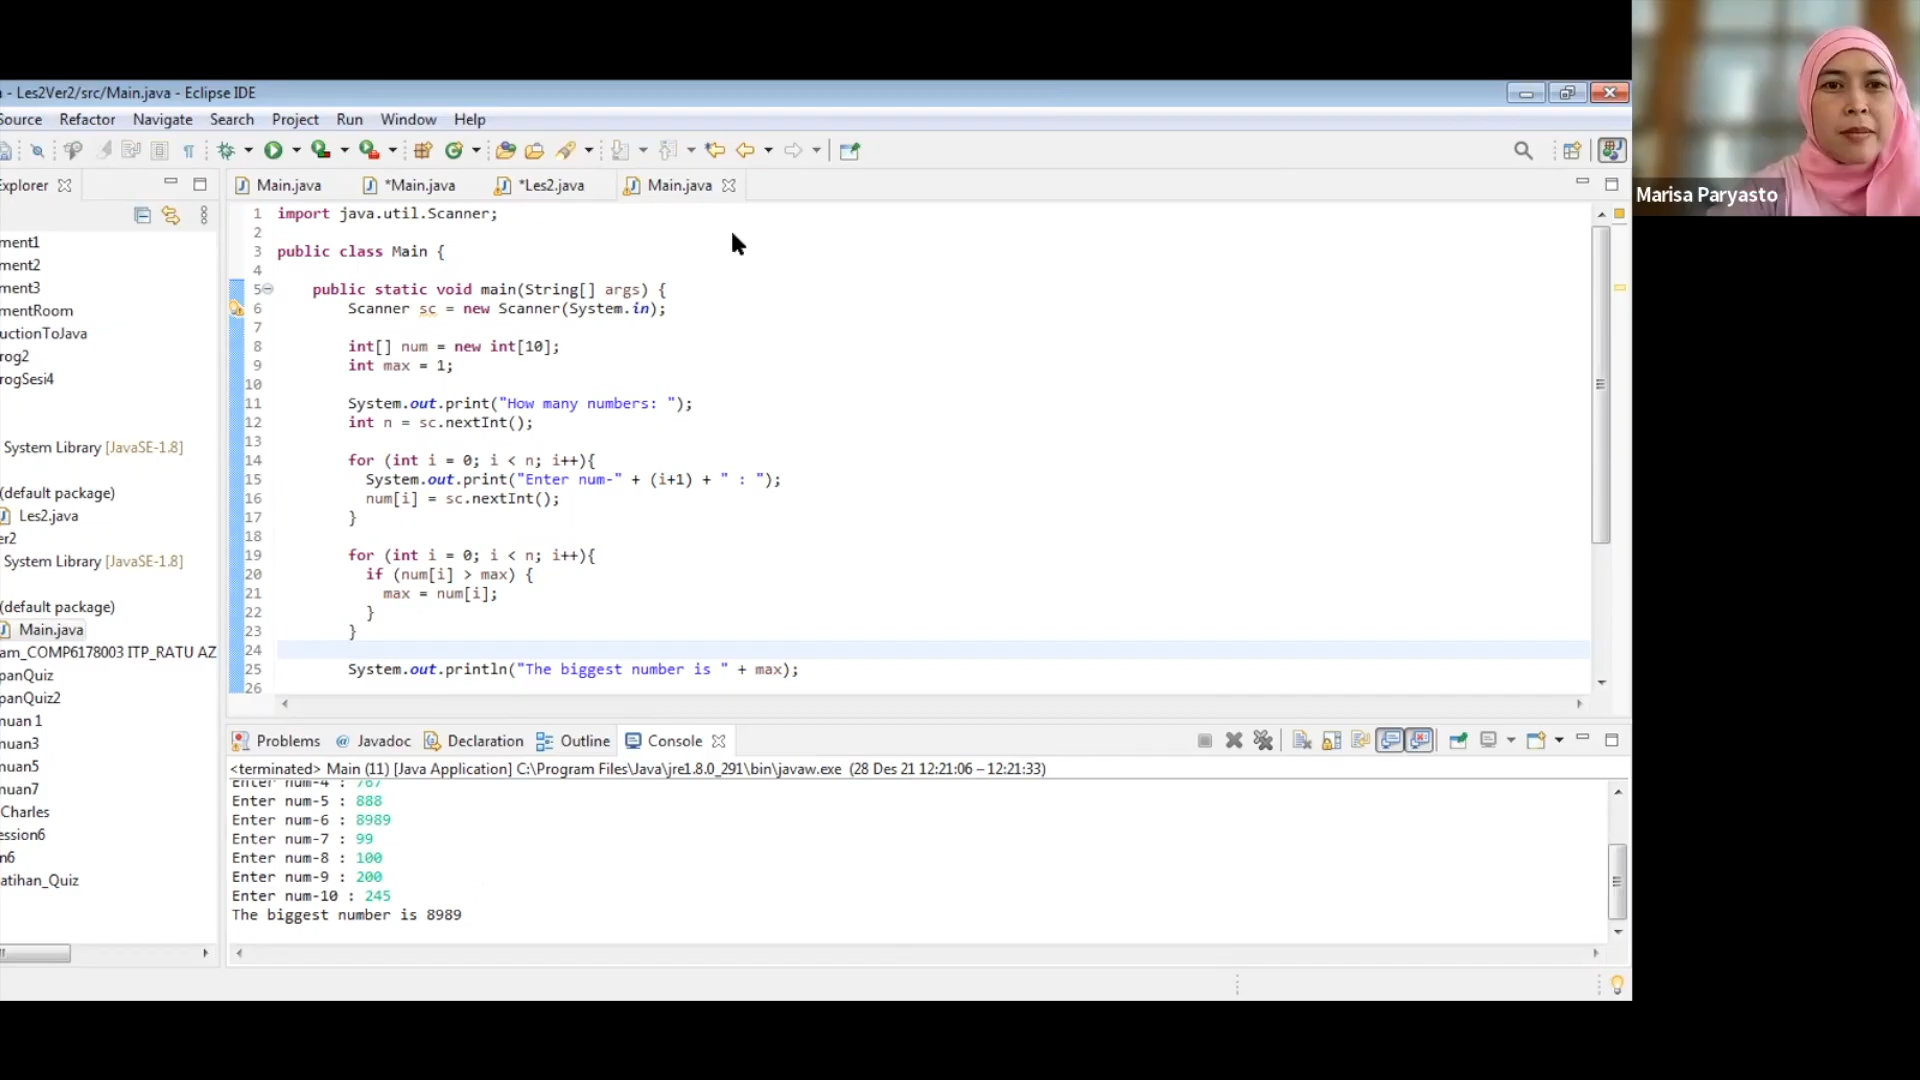 - Les2Ver2/src/Main.java - Eclipse IDE
Source Refactor Navigate Search Project Run Window Help
Explorer
Main.java *Main.java *Les2.java Main.java
Marisa Paryasto
ment1
ment2
ment3
mentRoom
uctionToJava
rog2
rogSesi4
System Library [JavaSE-1.8]
(default package)
Les2.java
er2
System Library [JavaSE-1.8]
(default package)
Main.java
am_COMP6178003 ITP_RATU AZ
panQuiz
panQuiz2
nuan 1
nuan3
nuan5
nuan7
Charles
ession6
n6
atihan_Quiz
1 import java.util.Scanner;
2
3 public class Main {
4
5 public static void main(String[] args) {
6 Scanner sc = new Scanner(System.in);
7
8 int[] num = new int[10];
9 int max = 1;
10
11 System.out.print("How many numbers: ");
12 int n = sc.nextInt();
13
14 for (int i = 0; i < n; i++){
15 System.out.print("Enter num-" + (i+1) + " : ");
16 num[i] = sc.nextInt();
17 }
18
19 for (int i = 0; i < n; i++){
20 if (num[i] > max) {
21 max = num[i];
22 }
23 }
24
25 System.out.println("The biggest number is " + max);
26
Problems Javadoc Declaration Outline Console
<terminated> Main (11) [Java Application] C:\Program Files\Java\jre1.8.0_291\bin\javaw.exe (28 Des 21 12:21:06 – 12:21:33)
Enter num-4 : 767
Enter num-5 : 888
Enter num-6 : 8989
Enter num-7 : 99
Enter num-8 : 100
Enter num-9 : 200
Enter num-10 : 245
The biggest number is 8989